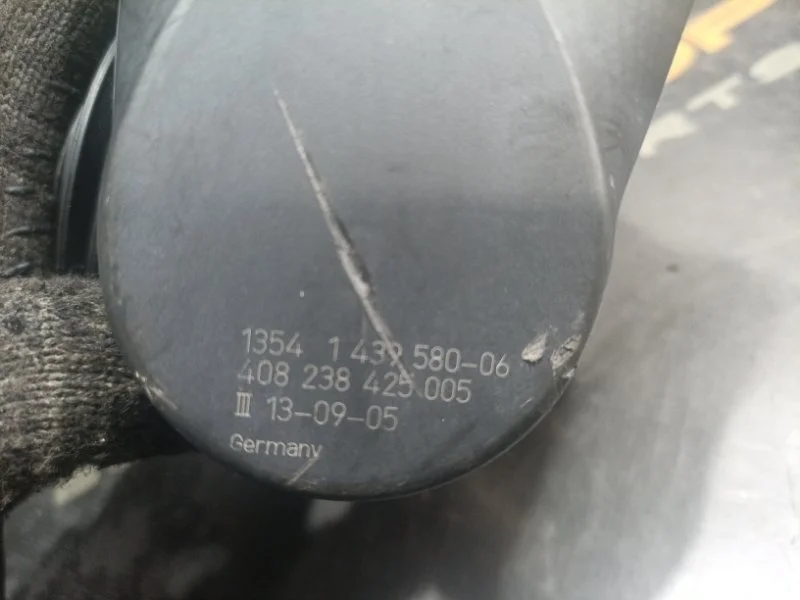 1354 1 439 580-06
408 238 425 005
III 13-09-05
Germany